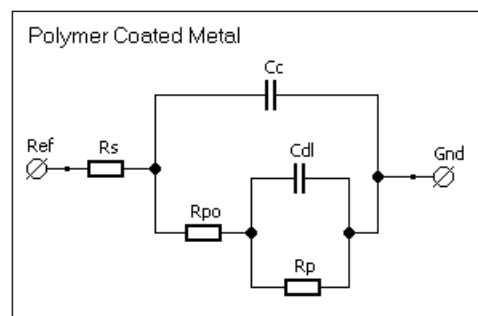 Polymer Coated Metal
Cc
Ref
Rs
Cdl
Gnd
Rpo
Rp